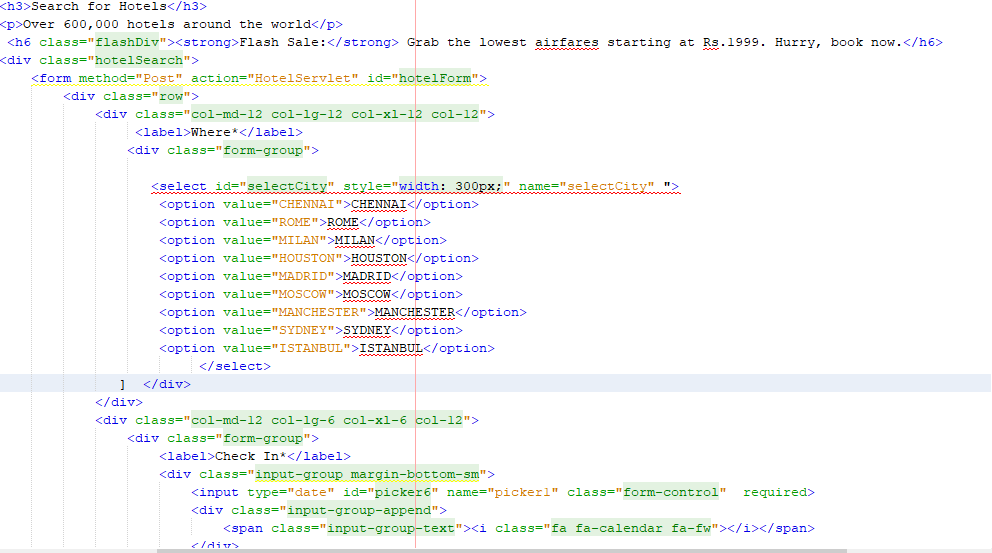 <h3>Search for Hotels</h3>
<p>Over 600,000 hotels around the world</p>
<h6 class="flashDiv"><strong>Flash Sale:</strong> Grab the lowest airfares starting at Rs.1999. Hurry, book now.</h6>
<div class="hotelSearch">
<form method="Post" action="HotelServlet" id="hotelForm">
<div class="row">
<div class="col-md-12 col-lg-12 col-xl-12 col-12">
<label>Where*</label>
<div class="form-group">
<select id="selectCity" style="width: 300px;" name="selectCity" ">
<option value="CHENNAI">CHENNAI</option>
<option value="ROME">ROME</option>
<option value="MILAN">MILAN</option>
<option value="HOUSTON">HOUSTON</option>
<option value="MADRID">MADRID</option>
<option value="MOSCOW">MOSCOW</option>
<option value="MANCHESTER">MANCHESTER</option>
<option value="SYDNEY">SYDNEY</option>
<option value="ISTANBUL">ISTANBUL</option>
</select>
] </div>
</div>
<div class="col-md-12 col-lg-6 col-xl-6 col-12">
<div class="form-group">
<label>Check In*</label>
<div class="input-group margin-bottom-sm">
<input type="date" id="picker6" name="picker1" class="form-control"  required>
<div class="input-group-append">
<span class="input-group-text"><i class="fa fa-calendar fa-fw"></i></span>
</div>